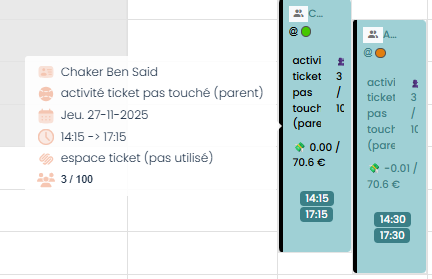 Chaker Ben Said
activité ticket pas touché (parent)
Jeu. 27-11-2025
14:15 -> 17:15
espace ticket (pas utilisé)
3 / 100
C...
@
activi
ticket 3
pas /
touch 10
(pare
0.00 /
70.6 €
14:15
17:15
A...
@
activi
ticket 3
pas /
touch 10
(pare
-0.01 /
70.6 €
14:30
17:30